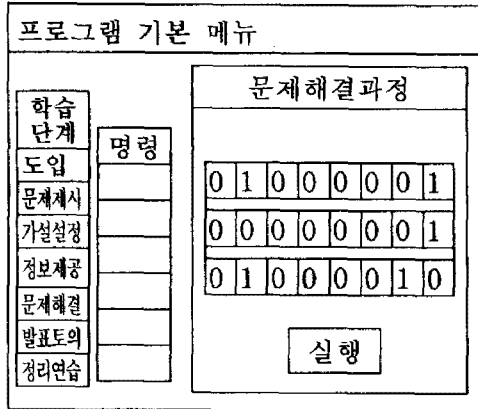 프로그램 기본 메뉴
학습
단계
도입
문제제시
가설설정
정보제공
문제해결
발표토의
정리연습
명령
문제해결과정
0 1 0 0 0 0 0 1
0 0 0 0 0 0 0 1
0 1 0 0 0 0 1 0
실행